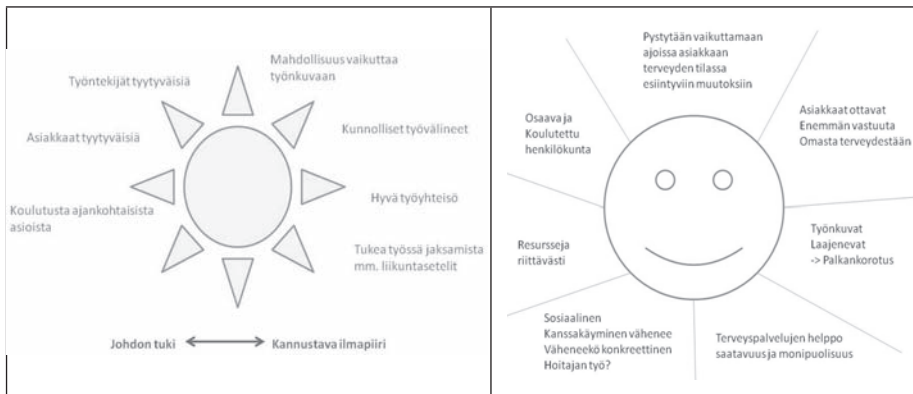 Mahdollisuus vaikuttaa
työnkuvaan
Työntekijät tyytyväisiä
Kunnolliset työvälineet
Asiakkaat tyytyväisiä
Hyvä työyhteisö
Koulutusta ajankohtaisista
asioista
Tukea työssä jaksamista
mm. liikuntasetelit
Johdon tuki
Kannustava ilmapiiri
Pystytään vaikuttamaan
ajoissa asiakkaan
terveyden tilassa
esiintyviin muutoksiin
Osaava ja
Koulutettu
henkilökunta
Asiakkaat ottavat
Enemmän vastuuta
Omasta terveydestään
Resursseja
riittävästi
Työnkuvat
Laajenevat
-> Palkankorotus
Sosiaalinen
Kanssakäyminen vähenee
Väheneekö konkreettinen
Hoitajan työ?
Terveyspalvelujen helppo
saatavuus ja monipuolisuus